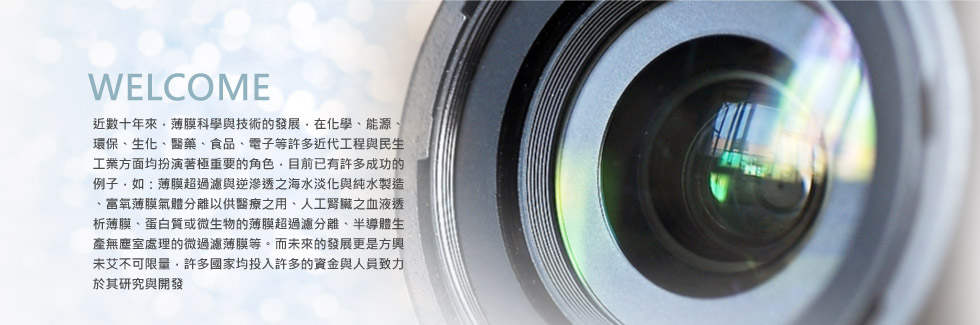 WELCOME
近數十年來，薄膜科學與技術的發展，在化學、能源、
環保、生化、醫藥、食品、電子等許多近代工程與民生
工業方面均扮演著極重要的角色，目前已有許多成功的
例子，如：薄膜超過濾與逆滲透之海水淡化與純水製造
、富氧薄膜氣體分離以供醫療之用、人工腎臟之血液透
析薄膜、蛋白質或微生物的薄膜超過濾分離、半導體生
產無塵室處理的微過濾薄膜等。而未來的發展更是方興
未艾不可限量，許多國家均投入許多的資金與人員致力
於其研究與開發